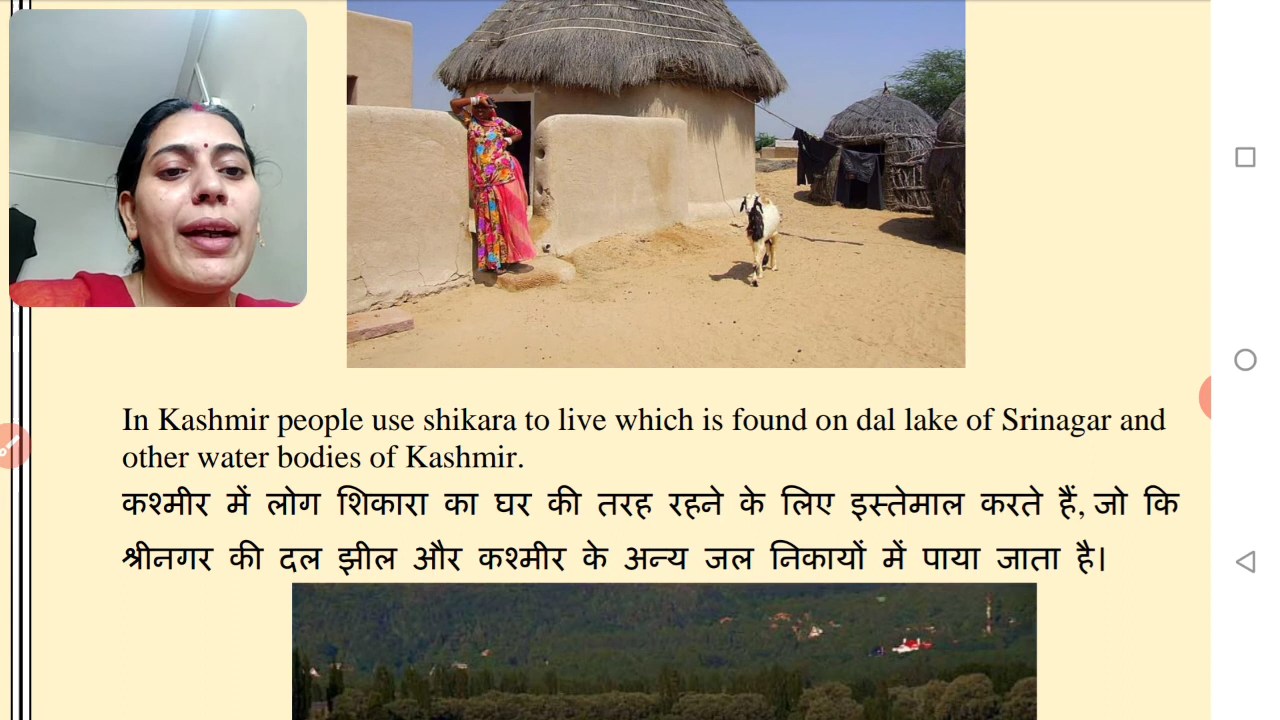 In Kashmir people use shikara to live which is found on dal lake of Srinagar and
other water bodies of Kashmir.
कश्मीर में लोग शिकारा का घर की तरह रहने के लिए इस्तेमाल करते हैं, जो कि
श्रीनगर की दल झील और कश्मीर के अन्य जल निकायों में पाया जाता है।